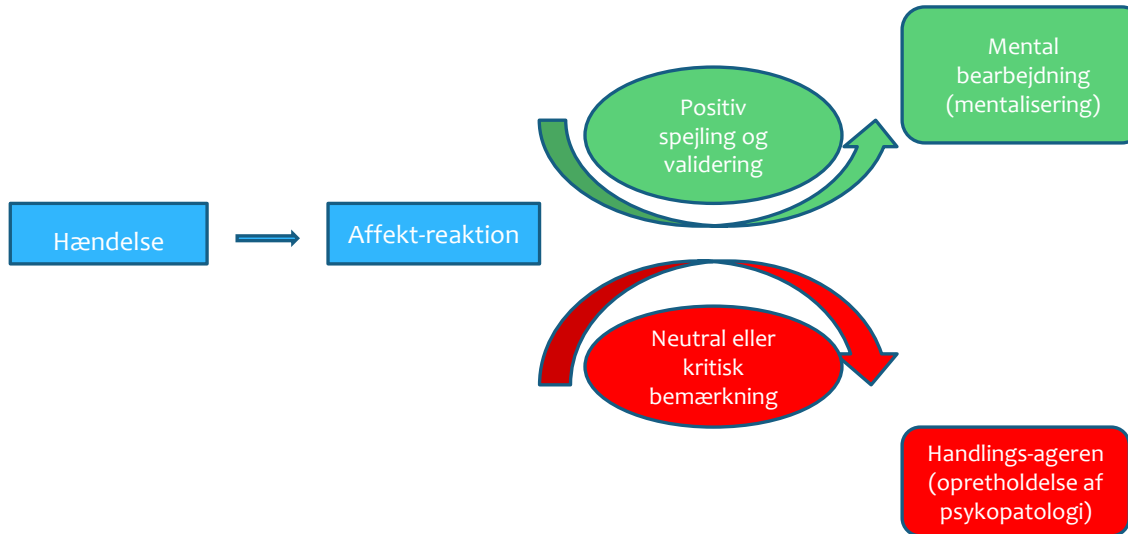 Hændelse
Affekt-reaktion
Positiv
spejling og
validering
Mental
bearbejdning
(mentalisering)
Neutral eller
kritisk
bemærkning
Handlings-ageren
(opretholdelse af
psykopatologi)